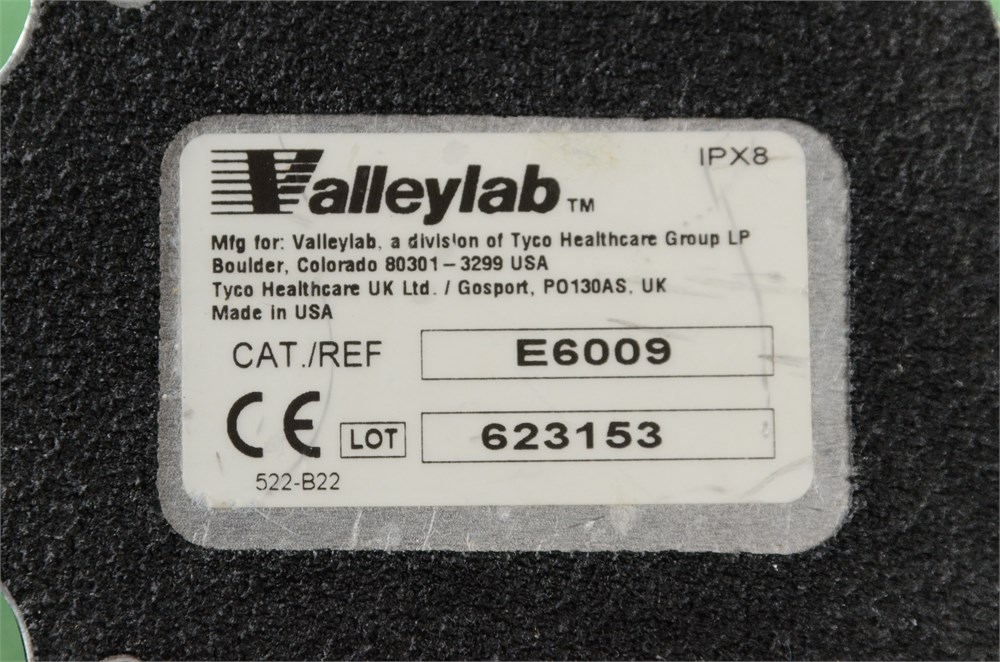 Valleylab™
IPX8
Mfg for: Valleylab, a division of Tyco Healthcare Group LP
Boulder, Colorado 80301-3299 USA
Tyco Healthcare UK Ltd. / Gosport, PO130AS, UK
Made in USA
CAT./REF E6009
CE LOT 623153
522-B22